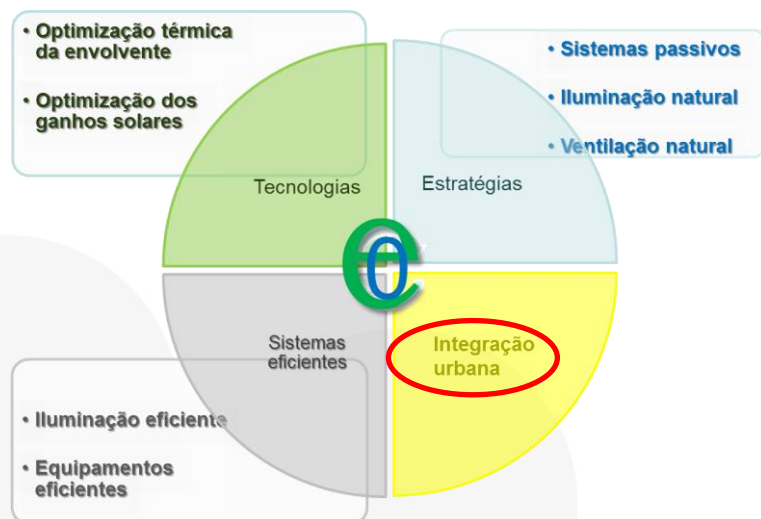 • Optimização térmica
da envolvente
• Optimização dos
ganhos solares
• Sistemas passivos
• Iluminação natural
• Ventilação natural
Tecnologias
Estratégias
e
0
Sistemas
eficientes
Integração
urbana
• Iluminação eficiente
• Equipamentos
eficientes